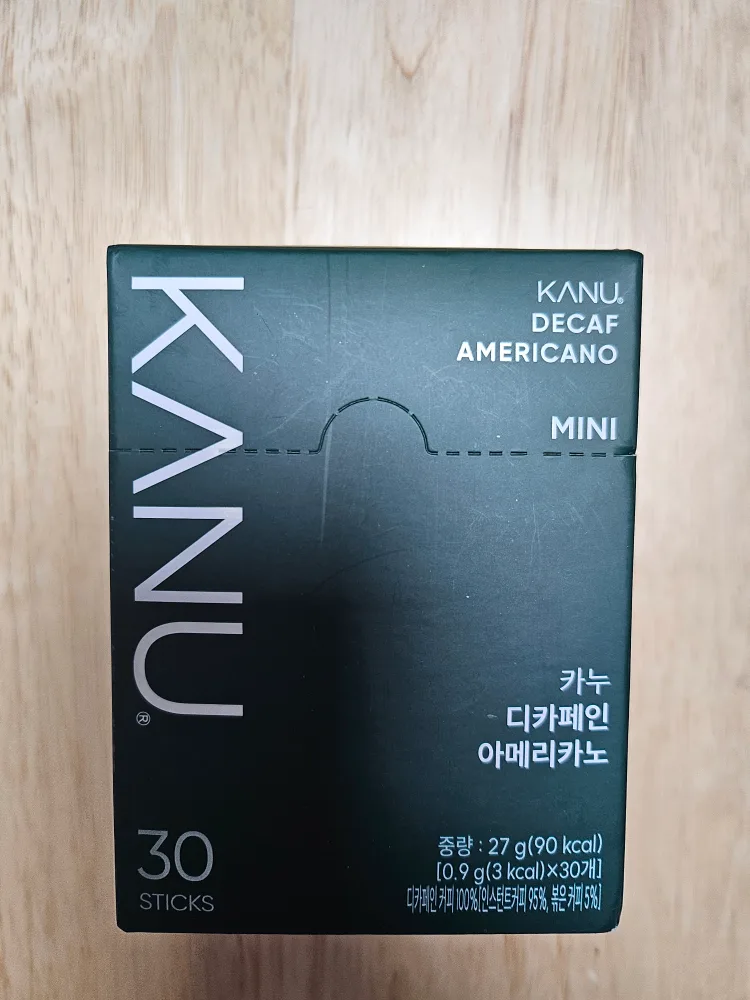 KANU®
KANU®
DECAF
AMERICANO
MINI
카누
디카페인
아메리카노
30
STICKS
중량 : 27 g(90 kcal)
[0.9 g(3 kcal)×30개]
디카페인 커피 100%[인스턴트커피 95%, 볶은커피 5%]